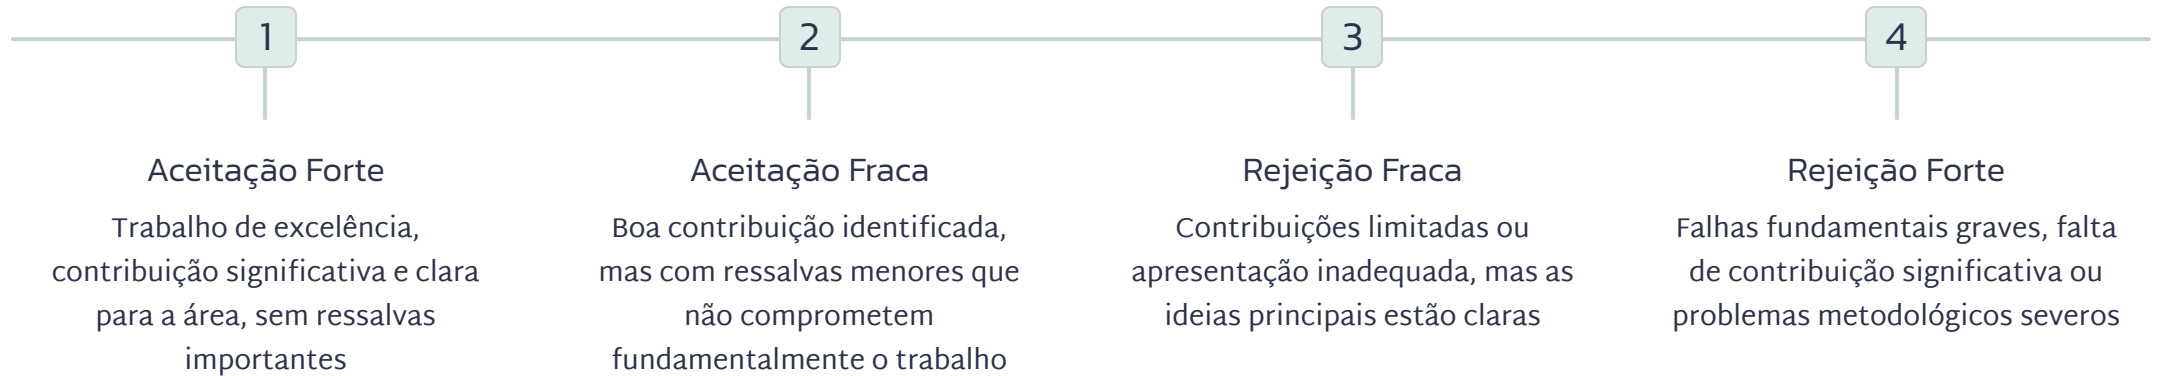 1
Aceitação Forte
Trabalho de excelência,
contribuição significativa e clara
para a área, sem ressalvas
importantes
2
Aceitação Fraca
Boa contribuição identificada,
mas com ressalvas menores que
não comprometem
fundamentalmente o trabalho
3
Rejeição Fraca
Contribuições limitadas ou
apresentação inadequada, mas as
ideias principais estão claras
4
Rejeição Forte
Falhas fundamentais graves, falta
de contribuição significativa ou
problemas metodológicos severos